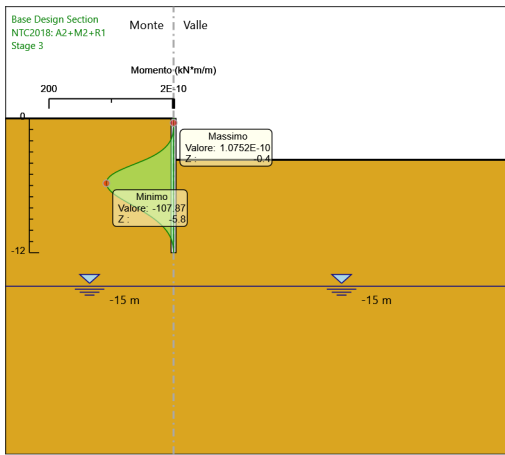 Base Design Section
NTC2018: A2+M2+R1
Stage 3
Monte Valle
Momento (kN*m/m)
200 2E-10
0
Massimo
Valore: 1.0752E-10
Z : -0.4
Minimo
Valore: -107.87
Z : -5.8
-12
-15 m -15 m